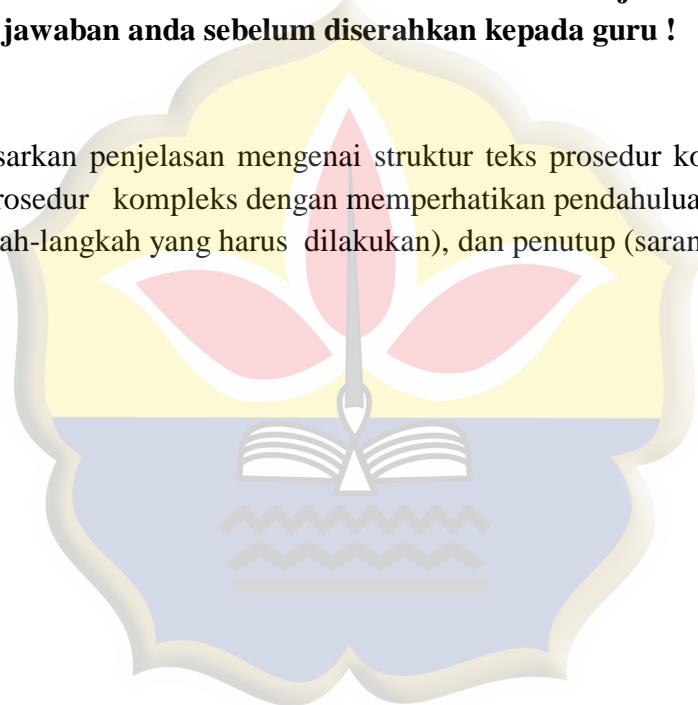 jawaban anda sebelum diserahkan kepada guru !
sarkan penjelasan mengenai struktur teks prosedur ko
rosedur kompleks dengan memperhatikan pendahulua
ah-langkah yang harus dilakukan), dan penutup (saran